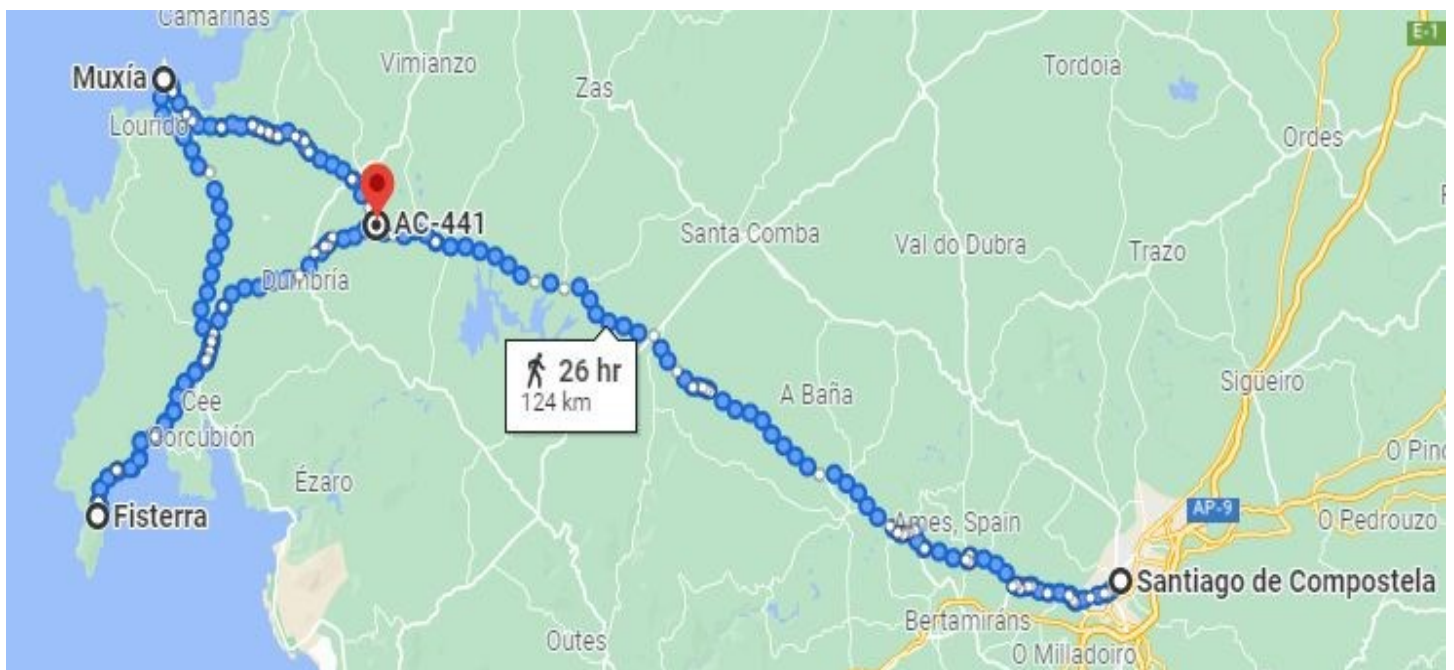 Camariñas
E-1
Muxía
Vimianzo
Tordoia
Zas
Lourido
Ordes
AC-441
Santa Comba
Val do Dubra
Trazo
Dumbría
26 hr
124 km
A Baña
Sigüeiro
Cee
Corcubión
O Pino
Ézaro
Fisterra
Ames, Spain
AP-9
O Pedrouzo
Santiago de Compostela
Bertamiráns
Outes
O Milladoiro